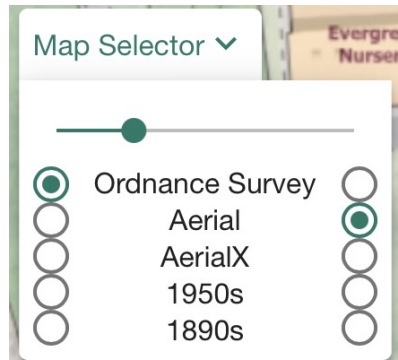 Map Selector
Evergre
Nurser
Ordnance Survey
Aerial
AerialX
1950s
1890s